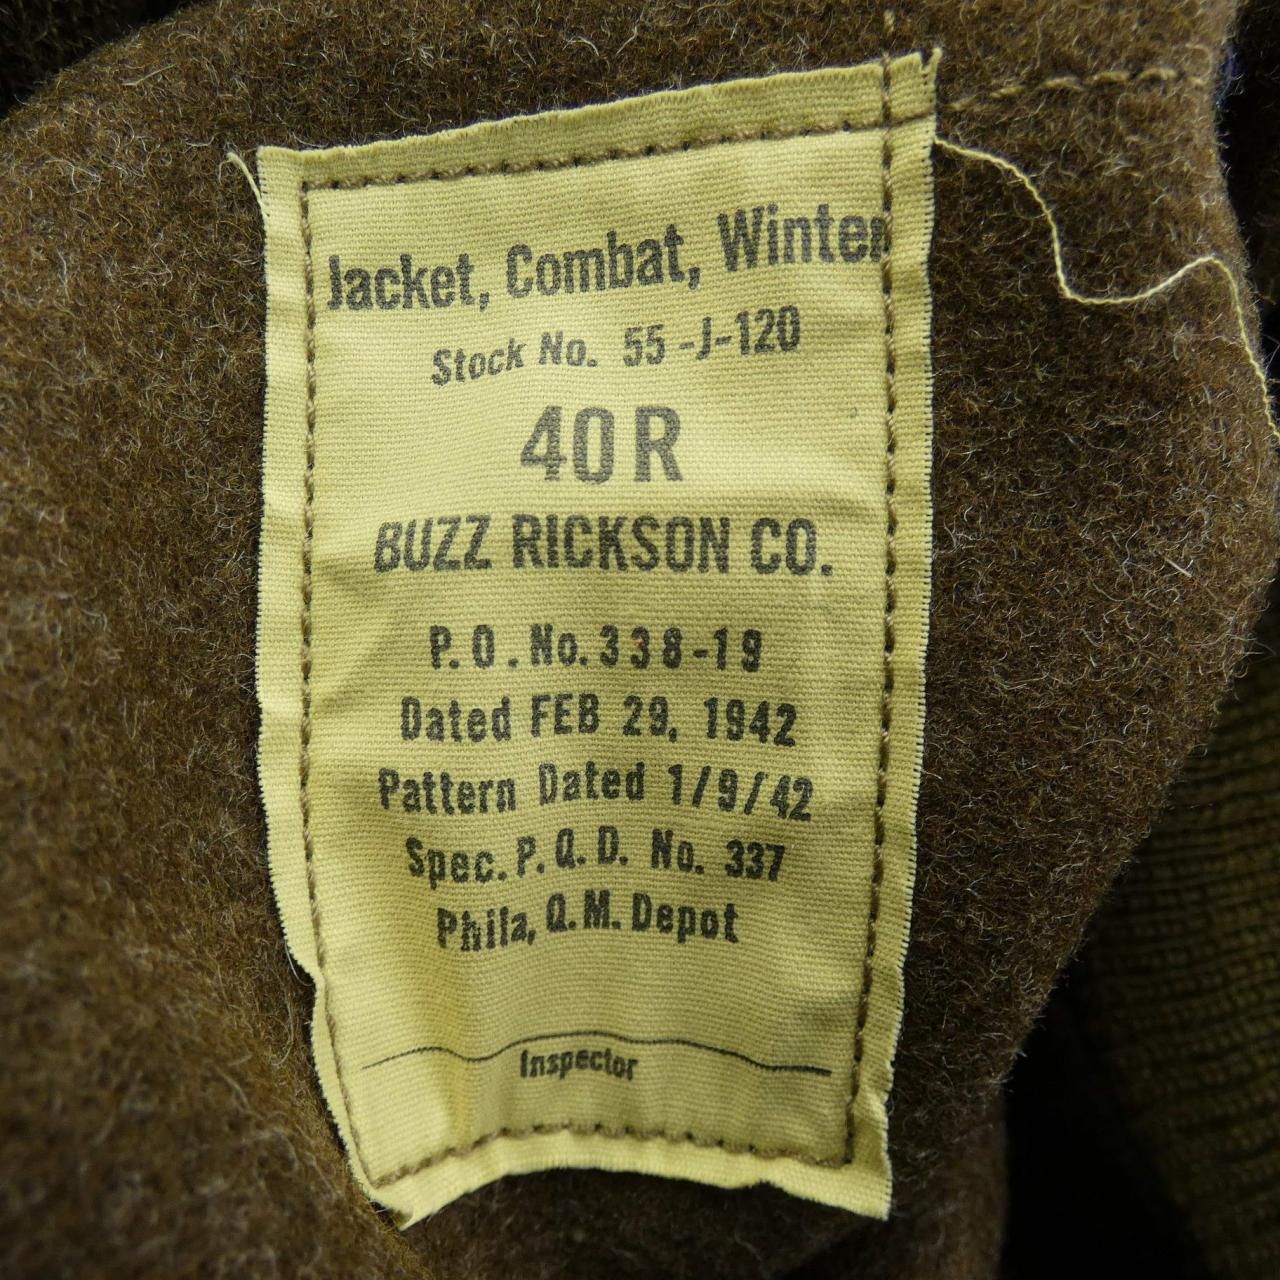 Jacket, Combat, Winter
Stock No. 55-J-120
40R
BUZZ RICKSON CO.
P.O. No. 338-19
Dated FEB 29, 1942
Pattern Dated 1/9/42
Spec. P. Q. D. No. 337
Phila, Q. M. Depot
Inspector